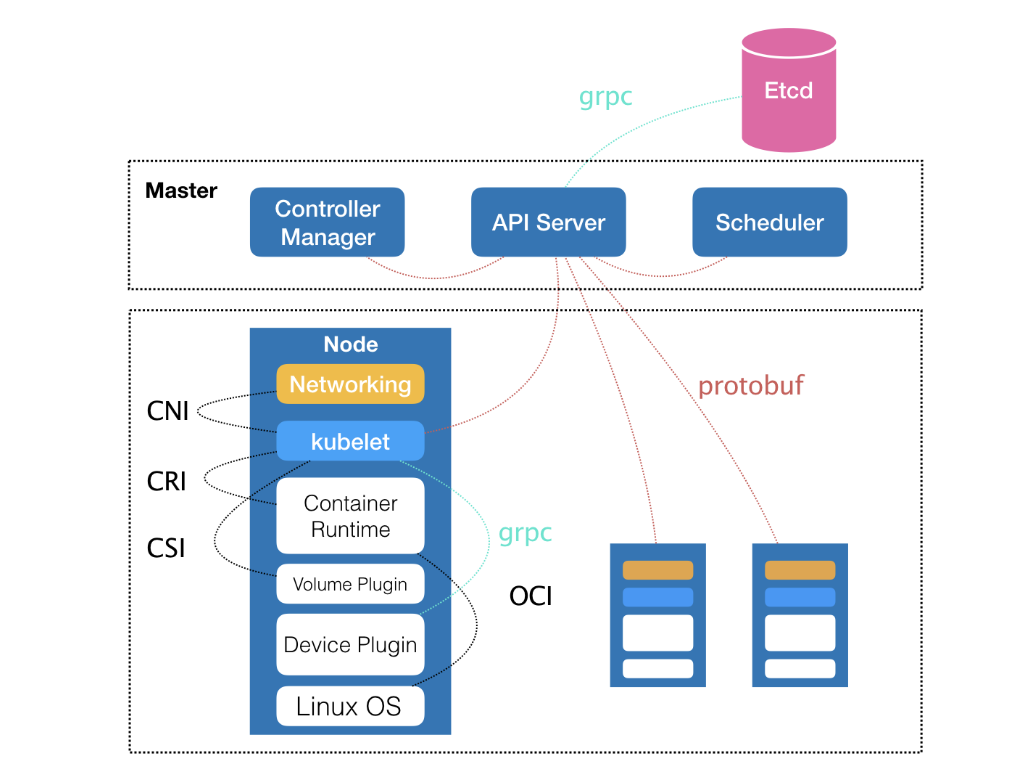 Etcd
grpc
Master
Controller
Manager
API Server
Scheduler
Node
Networking
CNI
kubelet
protobuf
CRI
Container
Runtime
CSI
grpc
Volume Plugin
OCI
Device Plugin
Linux OS